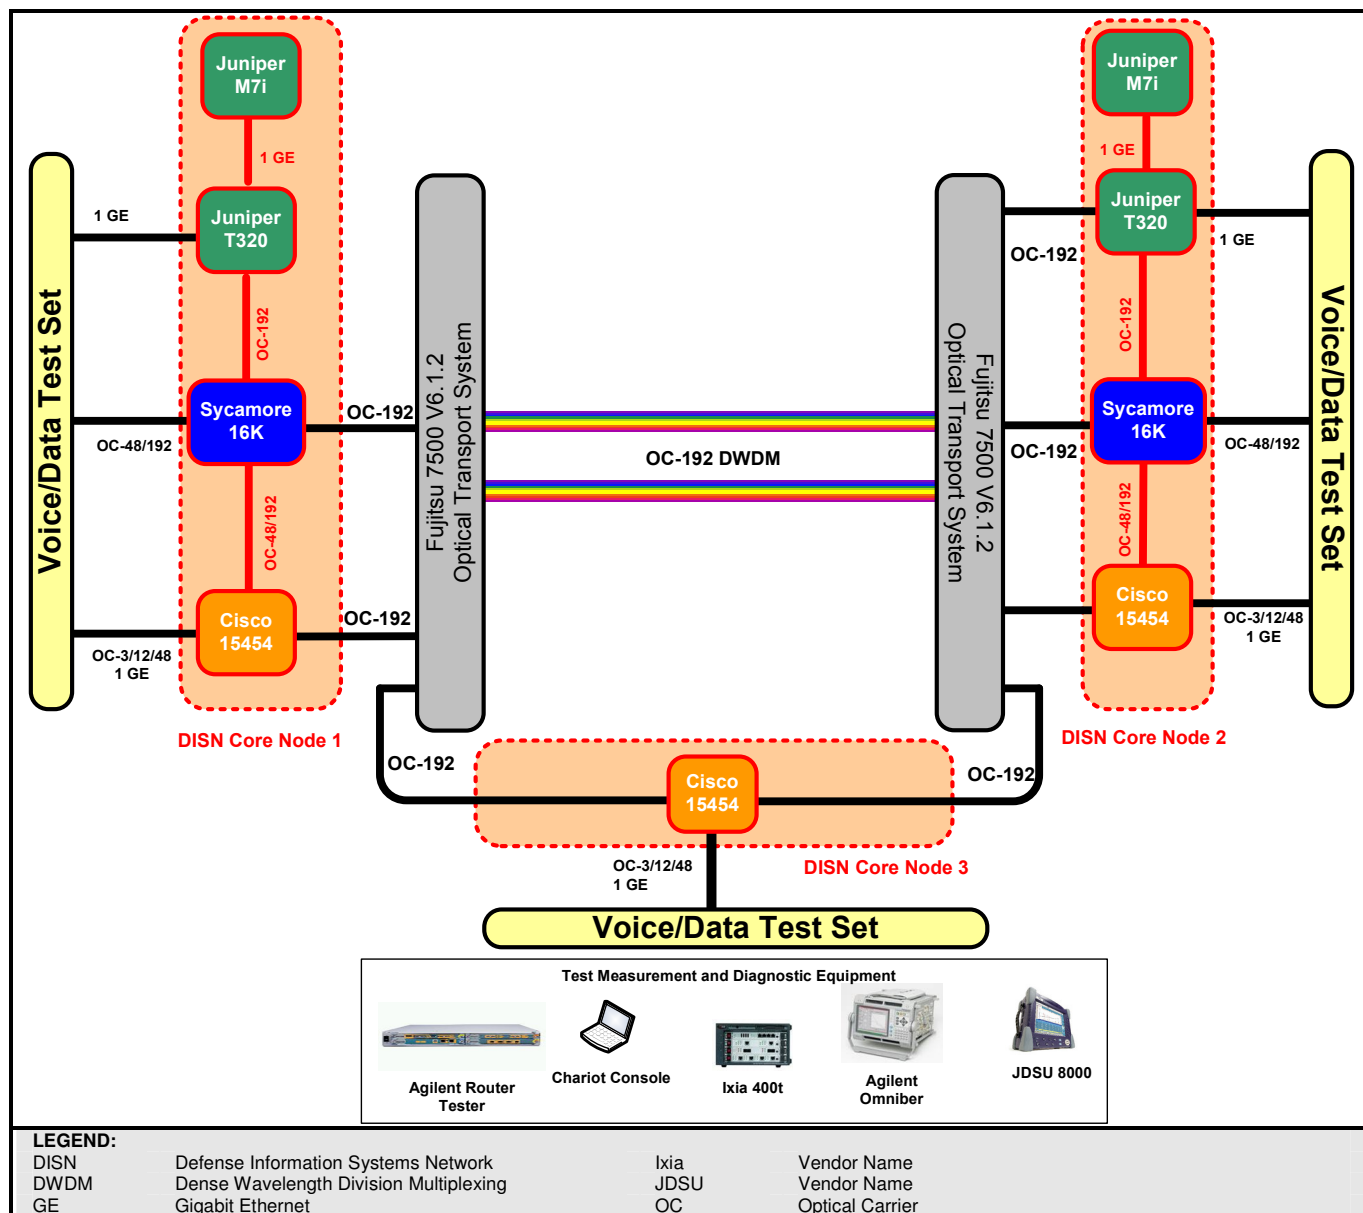 Juniper
M7i
1 GE
Juniper
T320
1 GE
OC-192
Sycamore
16K
OC-48/192
OC-192
OC-48/192
Cisco
15454
OC-3/12/48
1 GE
OC-192
Voice/Data Test Set
DISN Core Node 1
Fujitsu 7500 V6.1.2
Optical Transport System
OC-192 DWDM
Fujitsu 7500 V6.1.2
Optical Transport System
Juniper
M7i
1 GE
Juniper
T320
OC-192
1 GE
OC-192
Sycamore
16K
OC-192
OC-48/192
OC-48/192
Cisco
15454
OC-3/12/48
1 GE
Voice/Data Test Set
DISN Core Node 2
OC-192
Cisco
15454
OC-192
DISN Core Node 3
OC-3/12/48
1 GE
Voice/Data Test Set
Test Measurement and Diagnostic Equipment
Agilent Router
Tester
Chariot Console
Ixia 400t
Agilent
Omniber
JDSU 8000
LEGEND:
DISN Defense Information Systems Network Ixia Vendor Name
DWDM Dense Wavelength Division Multiplexing JDSU Vendor Name
GE Gigabit Ethernet OC Optical Carrier